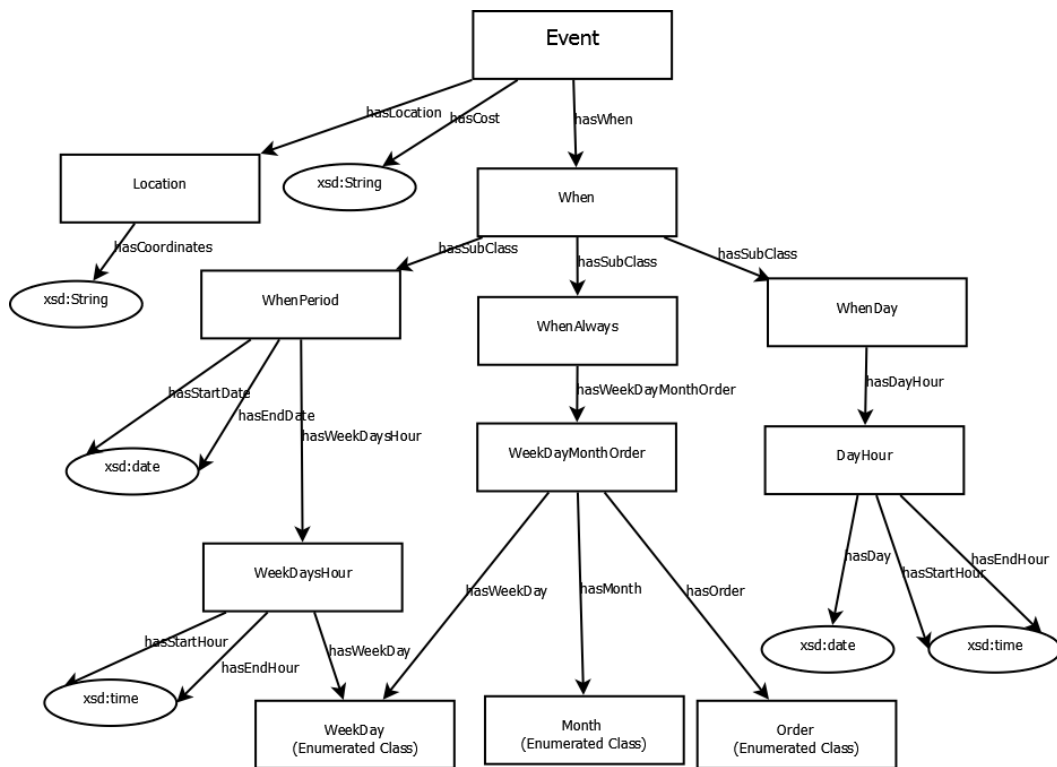 Event
hasLocation
hasCost
hasWhen
Location
xsd:String
When
hasCoordinates
hasSubClass
hasSubClass
hasSubClass
xsd:String
WhenPeriod
WhenAlways
WhenDay
hasStartDate
hasEndDate
hasWeekDaysHour
hasWeekDayMonthOrder
hasDayHour
xsd:date
WeekDayMonthOrder
DayHour
WeekDaysHour
hasWeekDay
hasMonth
hasOrder
hasDay
hasStartHour
hasEndHour
hasStartHour
hasEndHour
hasWeekDay
xsd:date
xsd:time
xsd:time
WeekDay
(Enumerated Class)
Month
(Enumerated Class)
Order
(Enumerated Class)